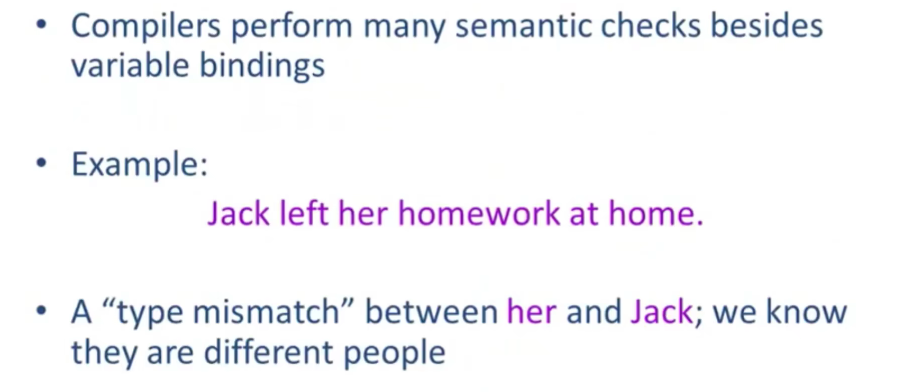 • Compilers perform many semantic checks besides
variable bindings
• Example:
Jack left her homework at home.
• A “type mismatch” between her and Jack; we know
they are different people